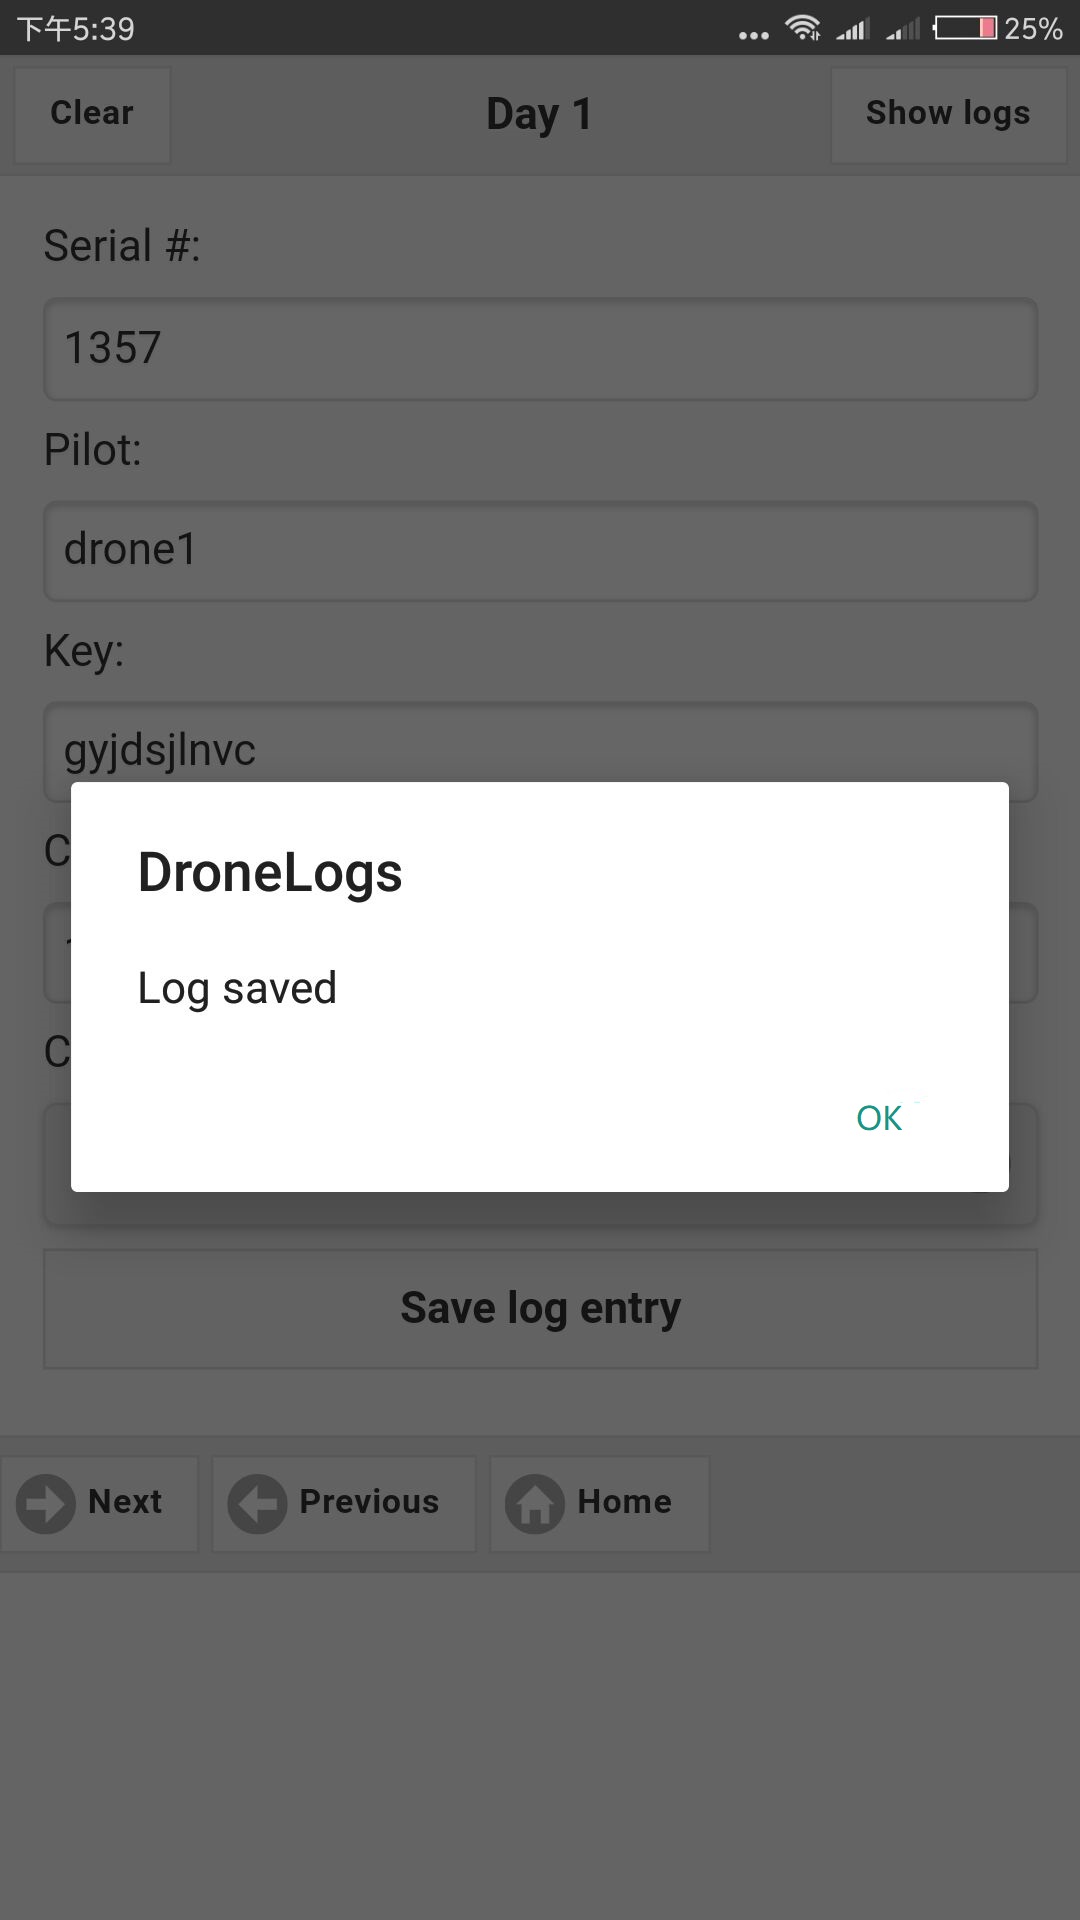 下午5:39
25%
Clear
Day 1
Show logs
Serial #:
1357
Pilot:
drone1
Key:
gyjdsjlnvc
C
DroneLogs
Log saved
C
OK
Save log entry
Next
Previous
Home